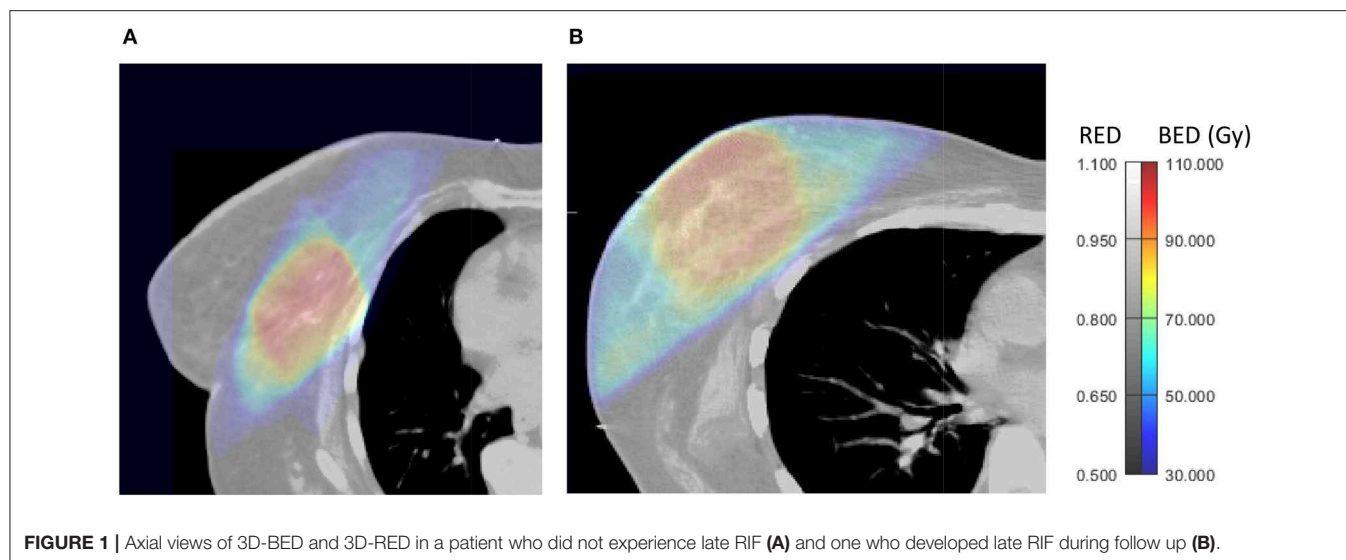 A
B
RED BED (Gy)
1.100 110.000
0.950 90.000
0.800 70.000
0.650 50.000
0.500 30.000
FIGURE 1 | Axial views of 3D-BED and 3D-RED in a patient who did not experience late RIF (A) and one who developed late RIF during follow up (B).